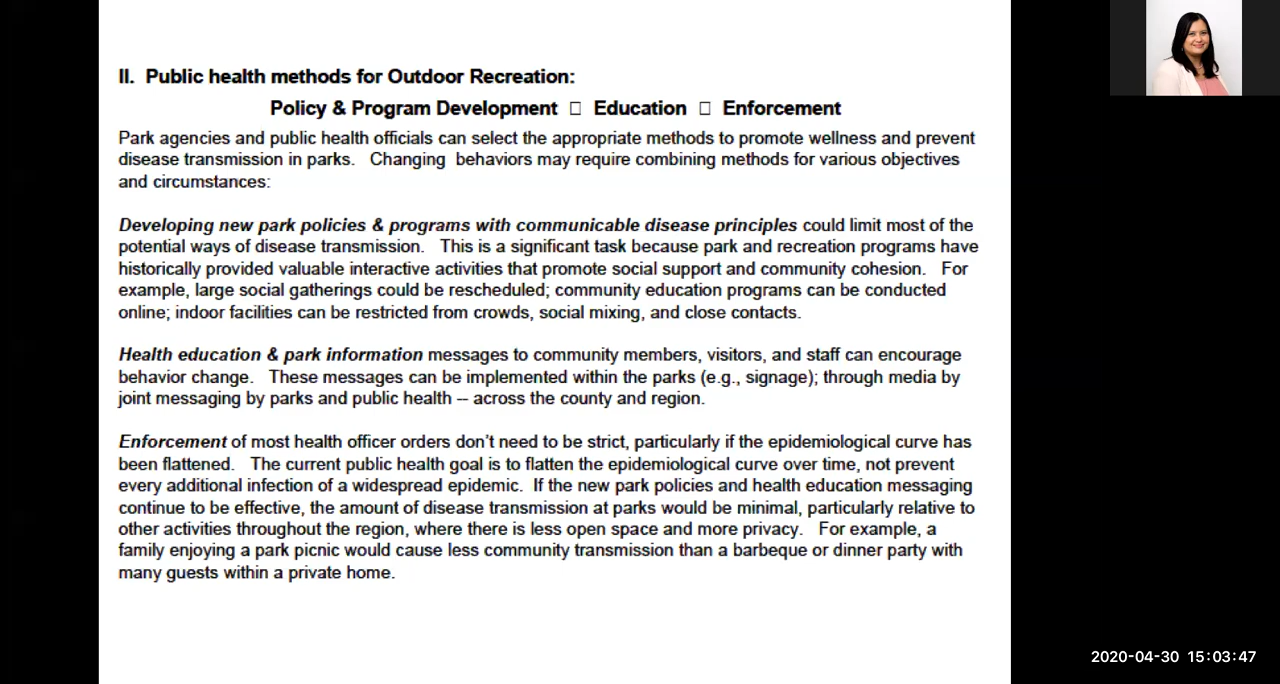 II. Public health methods for Outdoor Recreation:
Policy & Program Development □ Education □ Enforcement
Park agencies and public health officials can select the appropriate methods to promote wellness and prevent
disease transmission in parks. Changing behaviors may require combining methods for various objectives
and circumstances:
Developing new park policies & programs with communicable disease principles could limit most of the
potential ways of disease transmission. This is a significant task because park and recreation programs have
historically provided valuable interactive activities that promote social support and community cohesion. For
example, large social gatherings could be rescheduled; community education programs can be conducted
online; indoor facilities can be restricted from crowds, social mixing, and close contacts.
Health education & park information messages to community members, visitors, and staff can encourage
behavior change. These messages can be implemented within the parks (e.g., signage); through media by
joint messaging by parks and public health -- across the county and region.
Enforcement of most health officer orders don't need to be strict, particularly if the epidemiological curve has
been flattened. The current public health goal is to flatten the epidemiological curve over time, not prevent
every additional infection of a widespread epidemic. If the new park policies and health education messaging
continue to be effective, the amount of disease transmission at parks would be minimal, particularly relative to
other activities throughout the region, where there is less open space and more privacy. For example, a
family enjoying a park picnic would cause less community transmission than a barbeque or dinner party with
many guests within a private home.
2020-04-30 15:03:47